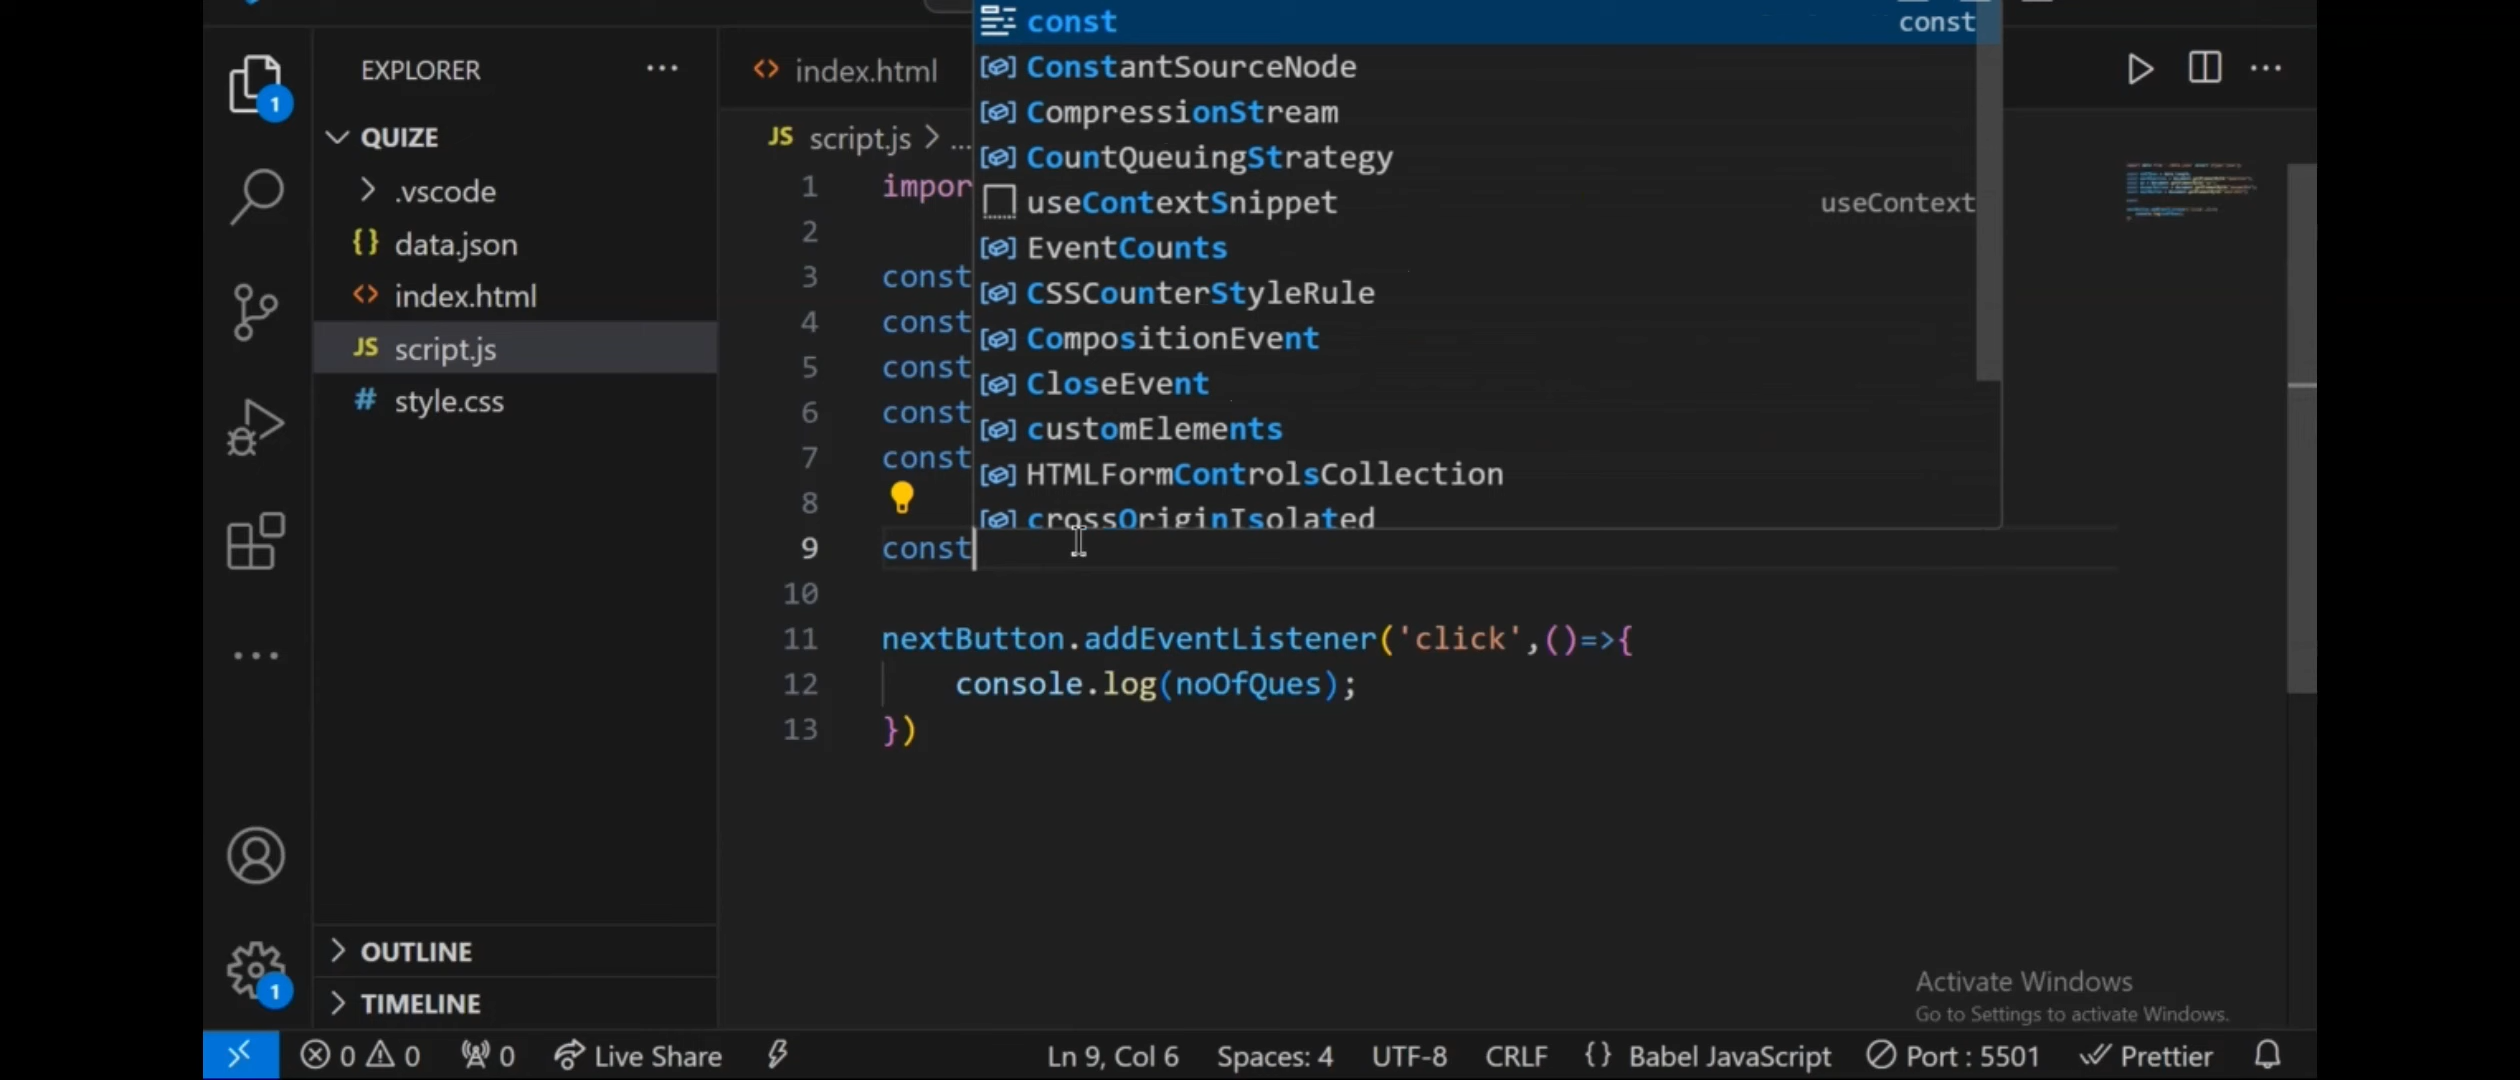 const const
ConstantSourceNode
CompressionStream
CountQueuingStrategy
useContextSnippet useContext
EventCounts
CSSCounterStyleRule
CompositionEvent
CloseEvent
customElements
HTMLFormControlsCollection
crossOriginIsolated
1
EXPLORER ...
QUIZE
.vscode
{} data.json
<> index.html
JS script.js
# style.css
OUTLINE
TIMELINE
1
<> index.html
JS script.js > ...
1 impor
2
3 const
4 const
5 const
6 const
7 const
8
9 const
10
11 nextButton.addEventListener('click',()=>{
12 console.log(noOfQues);
13 })
Activate Windows
Go to Settings to activate Windows.
0 0 0 Live Share Ln 9, Col 6 Spaces: 4 UTF-8 CRLF {} Babel JavaScript Port : 5501 Prettier